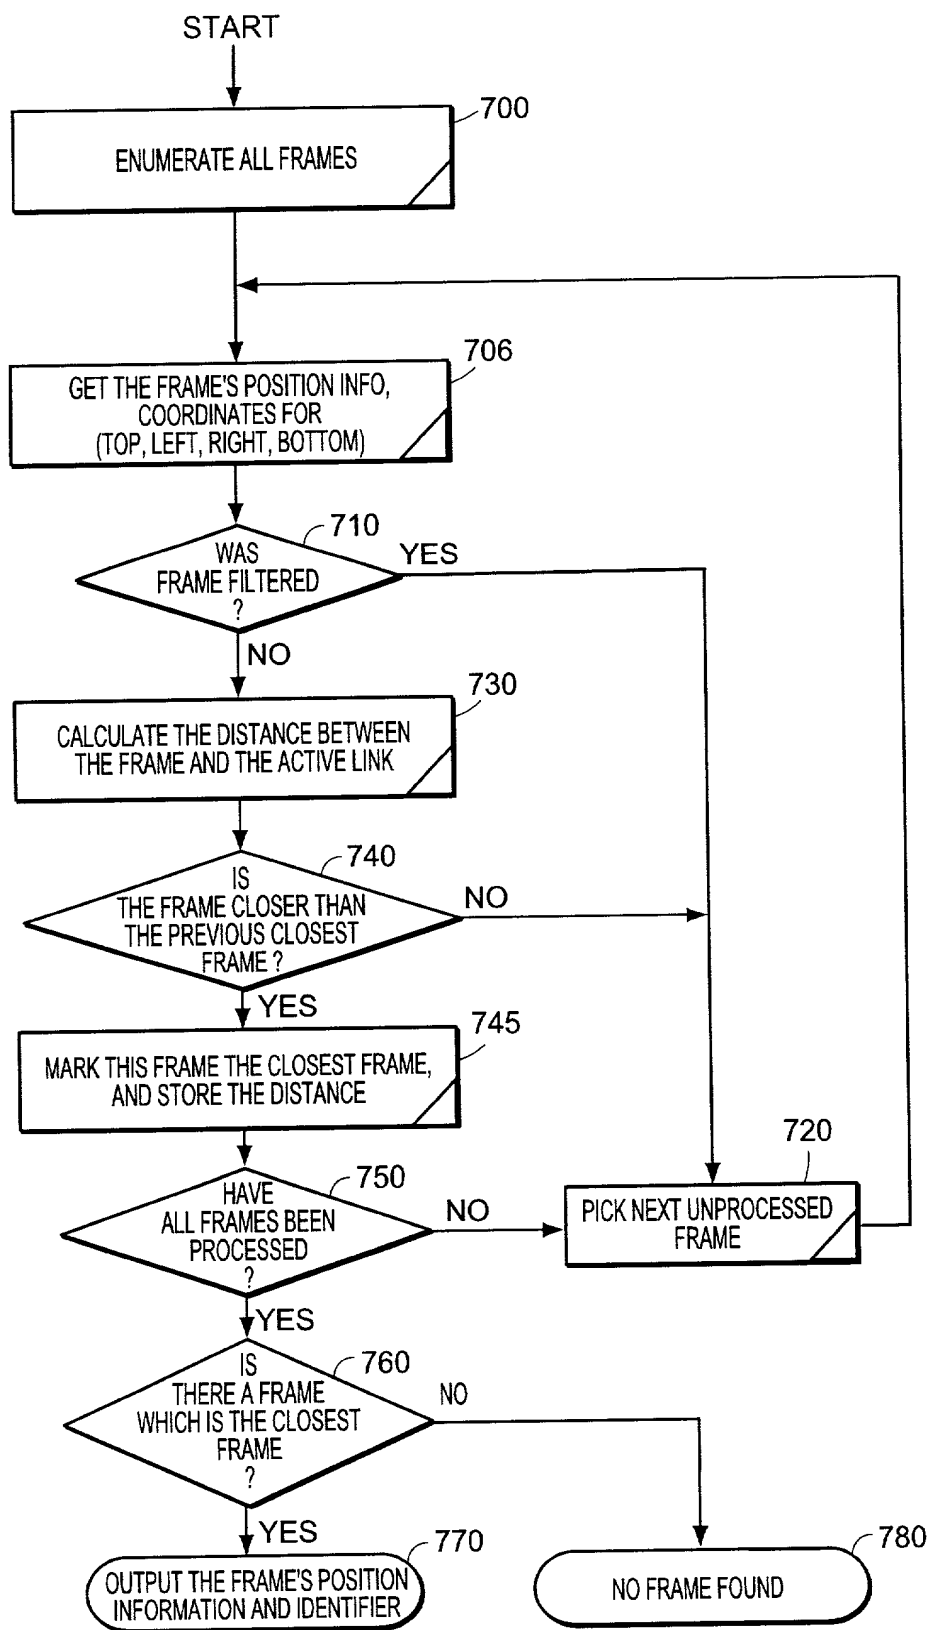 START
700
ENUMERATE ALL FRAMES
706
GET THE FRAME'S POSITION INFO,
COORDINATES FOR
(TOP, LEFT, RIGHT, BOTTOM)
710
WAS
FRAME FILTERED
?
YES
NO
730
CALCULATE THE DISTANCE BETWEEN
THE FRAME AND THE ACTIVE LINK
740
IS
THE FRAME CLOSER THAN
THE PREVIOUS CLOSEST
FRAME ?
NO
YES
745
MARK THIS FRAME THE CLOSEST FRAME,
AND STORE THE DISTANCE
750
HAVE
ALL FRAMES BEEN
PROCESSED
?
NO
720
PICK NEXT UNPROCESSED
FRAME
YES
760
IS
THERE A FRAME
WHICH IS THE CLOSEST
FRAME
?
NO
YES
770
OUTPUT THE FRAME'S POSITION
INFORMATION AND IDENTIFIER
780
NO FRAME FOUND